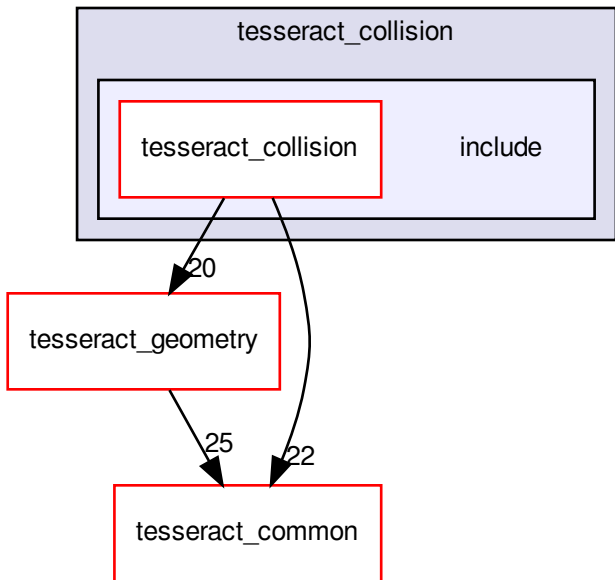 tesseract_collision
tesseract_collision
include
20
tesseract_geometry
25
22
tesseract_common